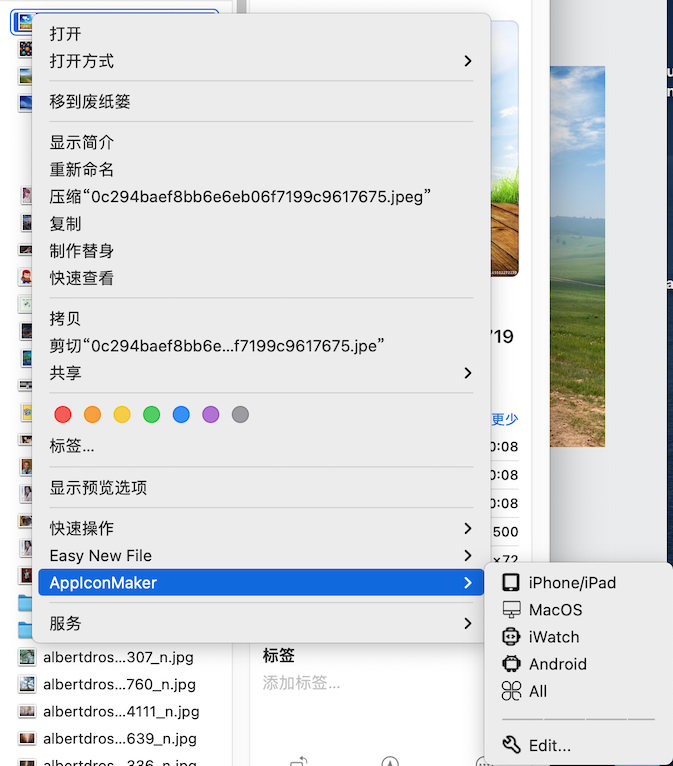 打开
打开方式
移到废纸篓
显示简介
重新命名
压缩“0c294baef8bb6e6eb06f7199c9617675.jpeg”
复制
制作替身
快速查看
拷贝
剪切“0c294baef8bb6e...f7199c9617675.jpe”
719
共享
更少
标签...
0:08
0:08
显示预览选项
0:08
快速操作
500
Easy New File
×72
AppIconMaker
iPhone/iPad
MacOS
服务
iWatch
albertdros...307_n.jpg
标签
Android
albertdros...760_n.jpg
添加标签...
All
albertdros...4111_n.jpg
albertdros...639_n.jpg
Edit...
albertdros...336_n.jpg